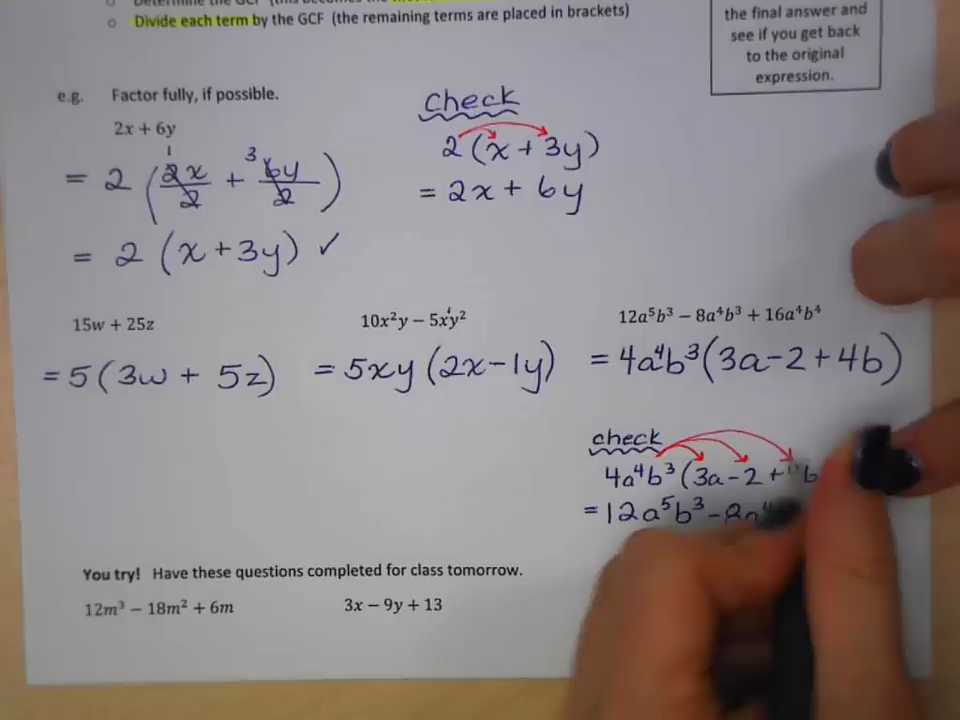 Divide each term by the GCF (the remaining terms are placed in brackets)
the final answer and
see if you get back
to the original
expression.
e.g. Factor fully, if possible.
2x + 6y
= 2 (2x/2 1 + 6y/2 3)
= 2 (x + 3y) ✓
Check
2 (x + 3y)
= 2x + 6y
15w + 25z
= 5 (3w + 5z)
10x²y − 5x¹y²
= 5xy (2x − 1y)
12a⁵b³ − 8a⁴b³ + 16a⁴b⁴
= 4a⁴b³ (3a − 2 + 4b)
check
4a⁴b³ (3a − 2 + b
= 12a⁵b³ −
You try! Have these questions completed for class tomorrow.
12m³ − 18m² + 6m
3x − 9y + 13